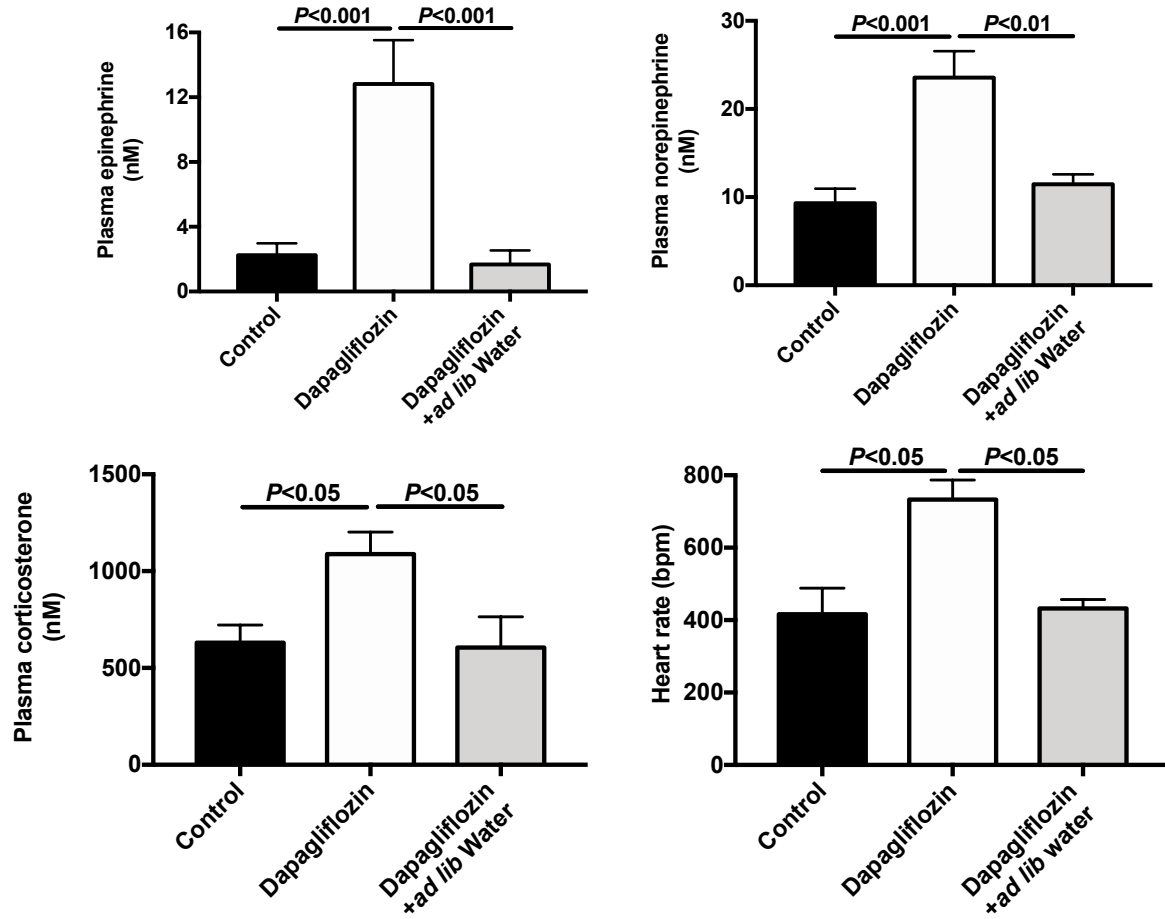 P<0.001 P<0.001
Plasma epinephrine
(nM)
16
12
8
4
0
Control
Dapagliflozin
Dapagliflozin
+ad lib Water
P<0.001 P<0.01
Plasma norepinephrine
(nM)
30
20
10
0
Control
Dapagliflozin
Dapagliflozin
+ad lib Water
P<0.05 P<0.05
Plasma corticosterone
(nM)
1500
1000
500
0
Control
Dapagliflozin
Dapagliflozin
+ad lib Water
P<0.05 P<0.05
Heart rate (bpm)
800
600
400
200
0
Control
Dapagliflozin
Dapagliflozin
+ad lib water